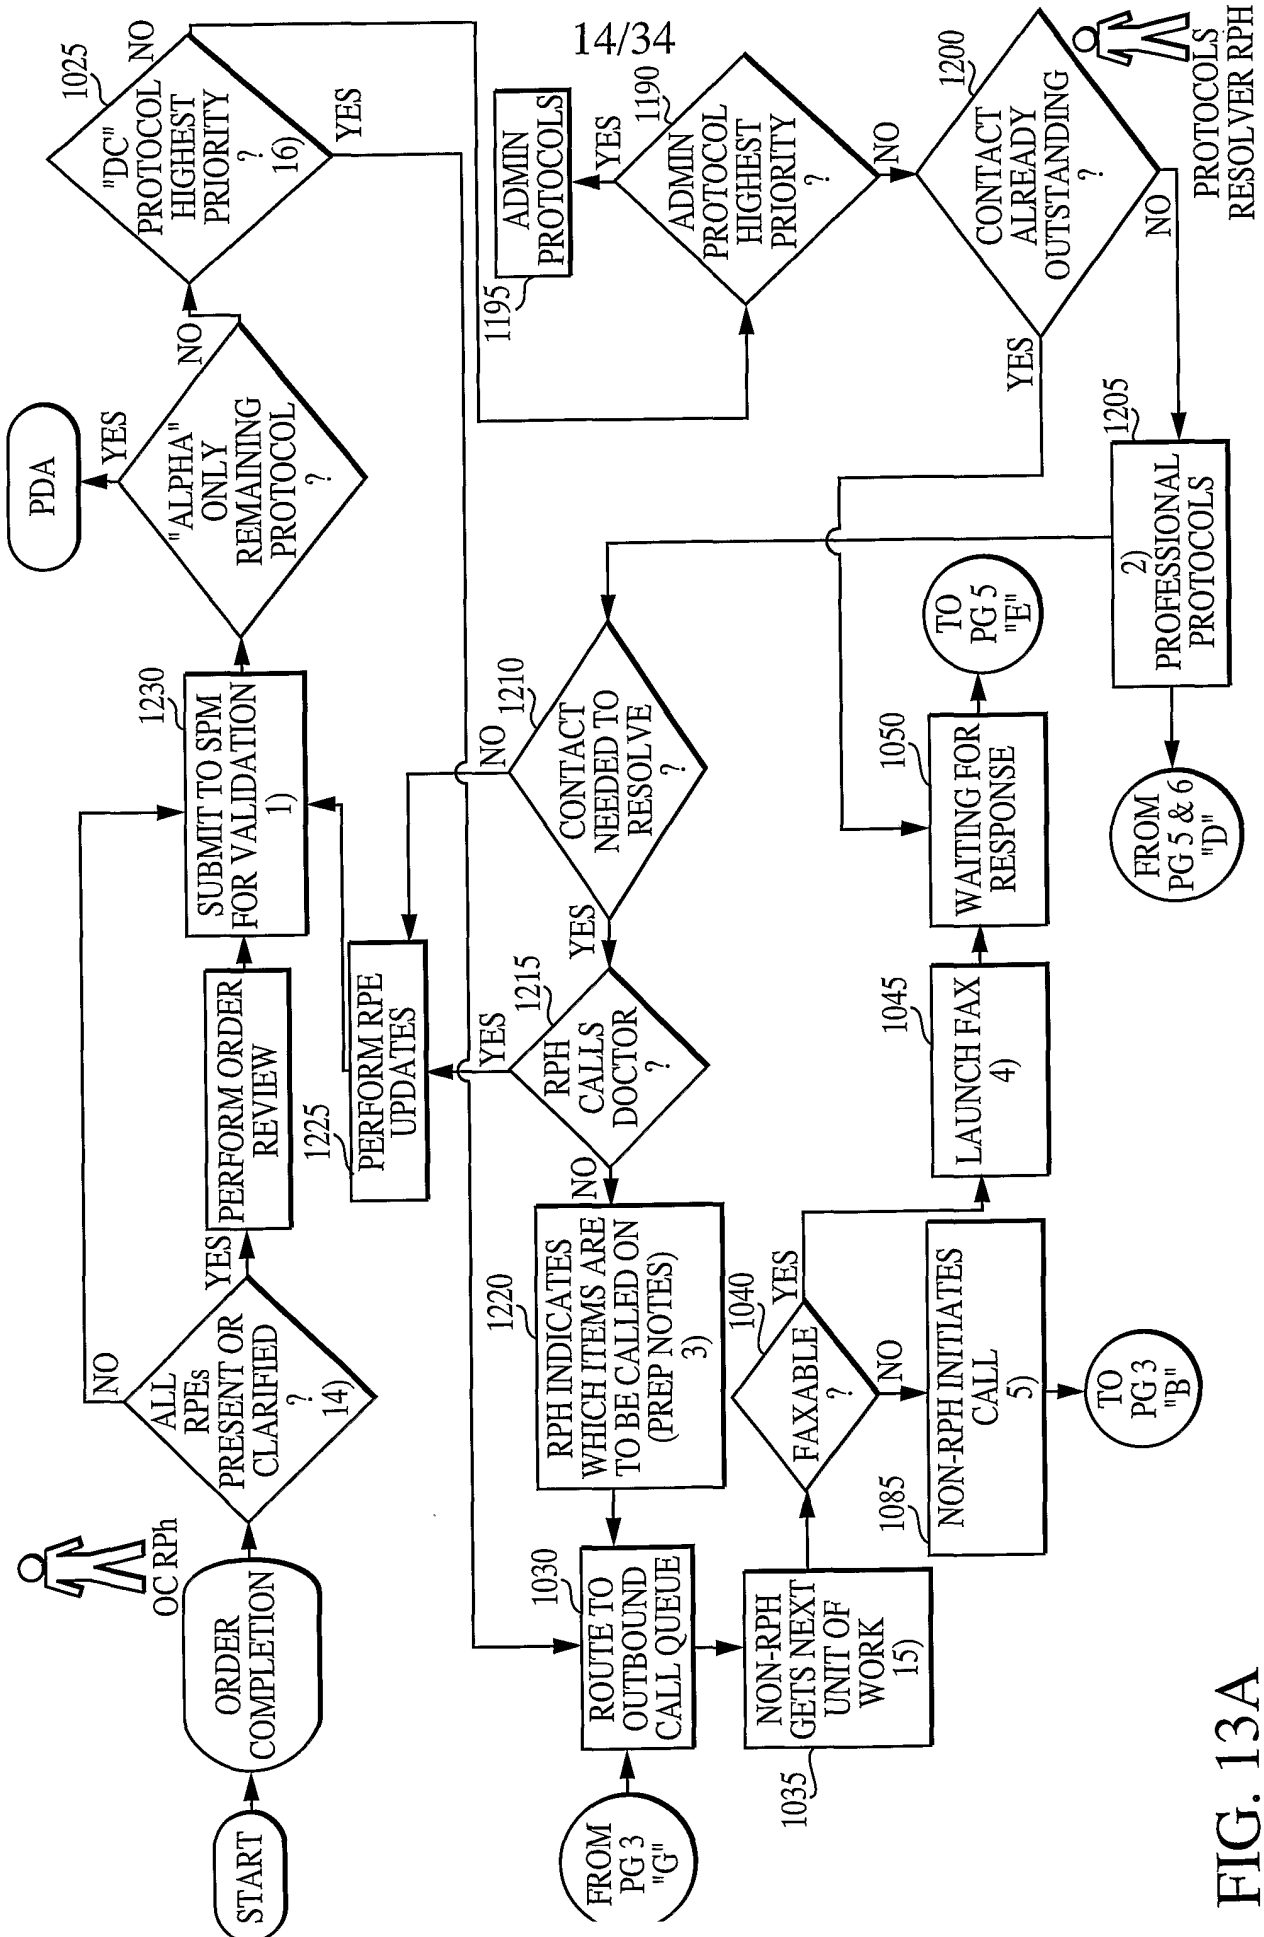 14/34
START
ORDER
COMPLETION
OC RPh
ALL
RPEs
PRESENT OR
CLARIFIED
?
14)
NO
YES
PERFORM ORDER
REVIEW
1230
SUBMIT TO SPM
FOR VALIDATION
1)
"ALPHA"
ONLY
REMAINING
PROTOCOL
?
YES
PDA
NO
1025
"DC"
PROTOCOL
HIGHEST
PRIORITY
?
16)
NO
YES
1225
PERFORM RPE
UPDATES
FROM
PG 3
"G"
1030
ROUTE TO
OUTBOUND
CALL QUEUE
1220
RPH INDICATES
WHICH ITEMS ARE
TO BE CALLED ON
(PREP NOTES)
3)
NO
1215
RPH
CALLS
DOCTOR
?
YES
YES
1210
CONTACT
NEEDED TO
RESOLVE
?
NO
1195
ADMIN
PROTOCOLS
YES
1190
ADMIN
PROTOCOL
HIGHEST
PRIORITY
?
NO
1035
NON-RPH
GETS NEXT
UNIT OF
WORK
15)
1040
FAXABLE
?
YES
NO
1085
NON-RPH INITIATES
CALL
5)
TO
PG 3
"B"
1045
LAUNCH FAX
4)
1050
WAITING FOR
RESPONSE
TO
PG 5
"E"
YES
1200
CONTACT
ALREADY
OUTSTANDING
?
NO
PROTOCOLS
RESOLVER RPH
1205
2)
PROFESSIONAL
PROTOCOLS
FROM
PG 5 & 6
"D"
FIG. 13A